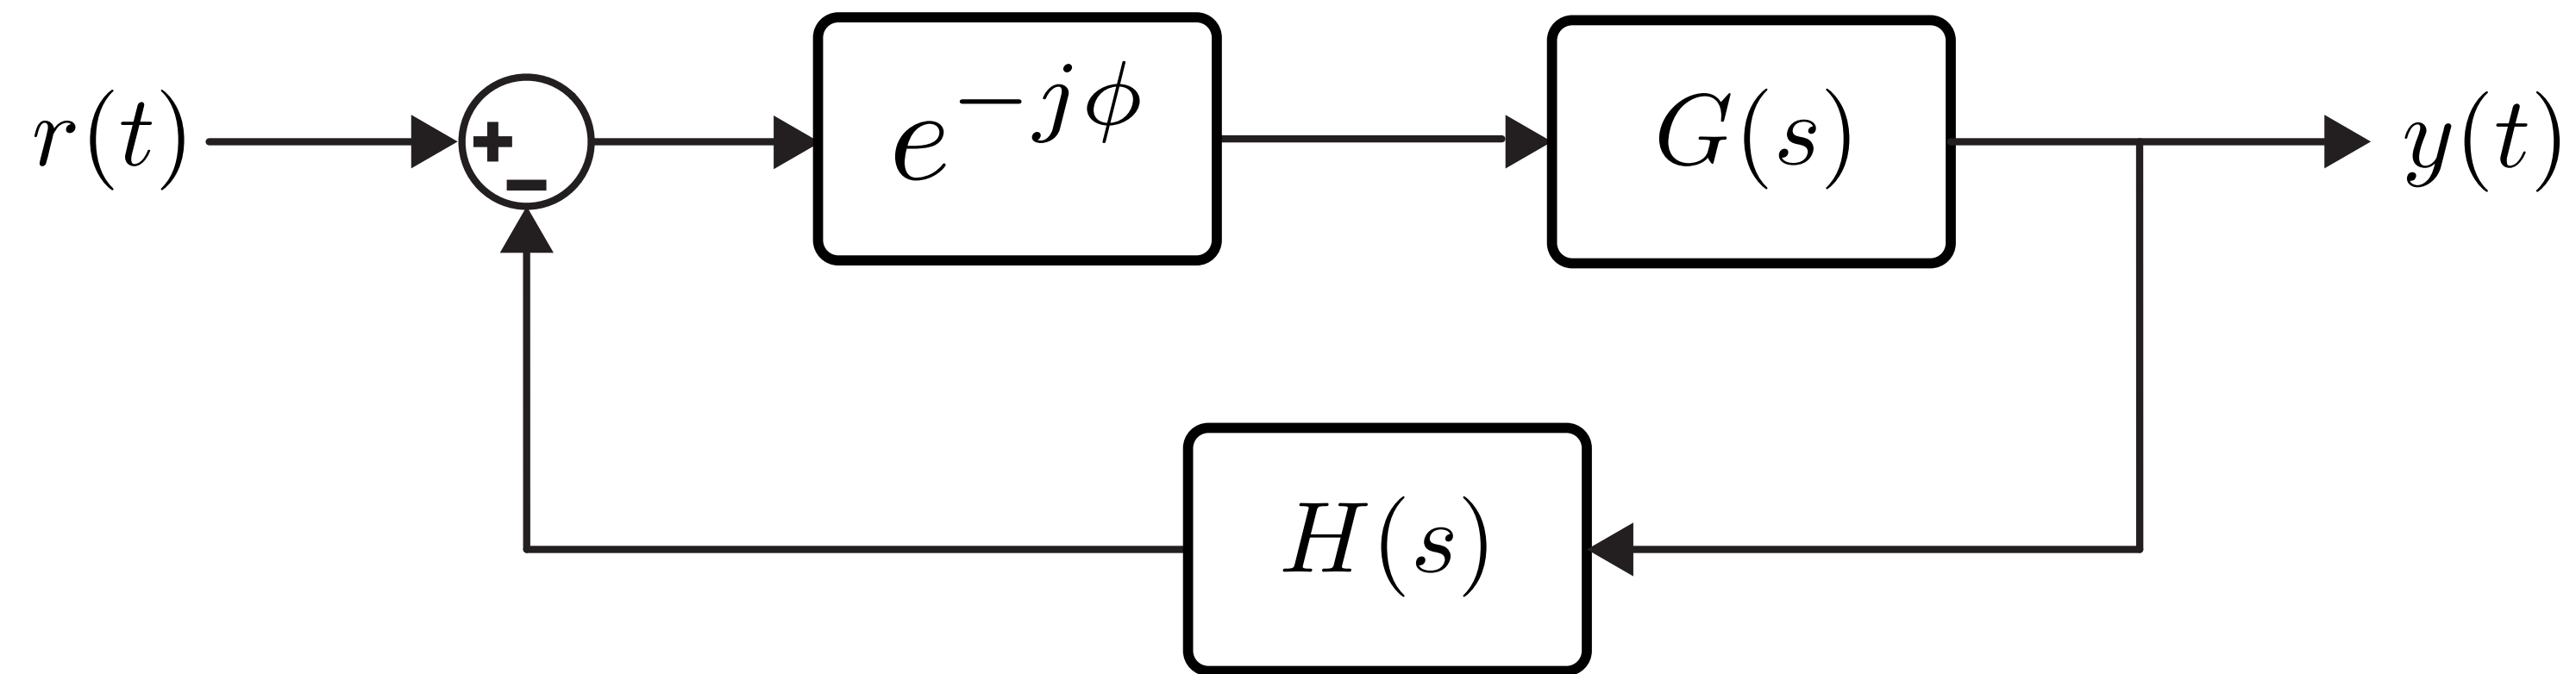 r(t)
+
−
e^{-jϕ}
G(s)
y(t)
H(s)